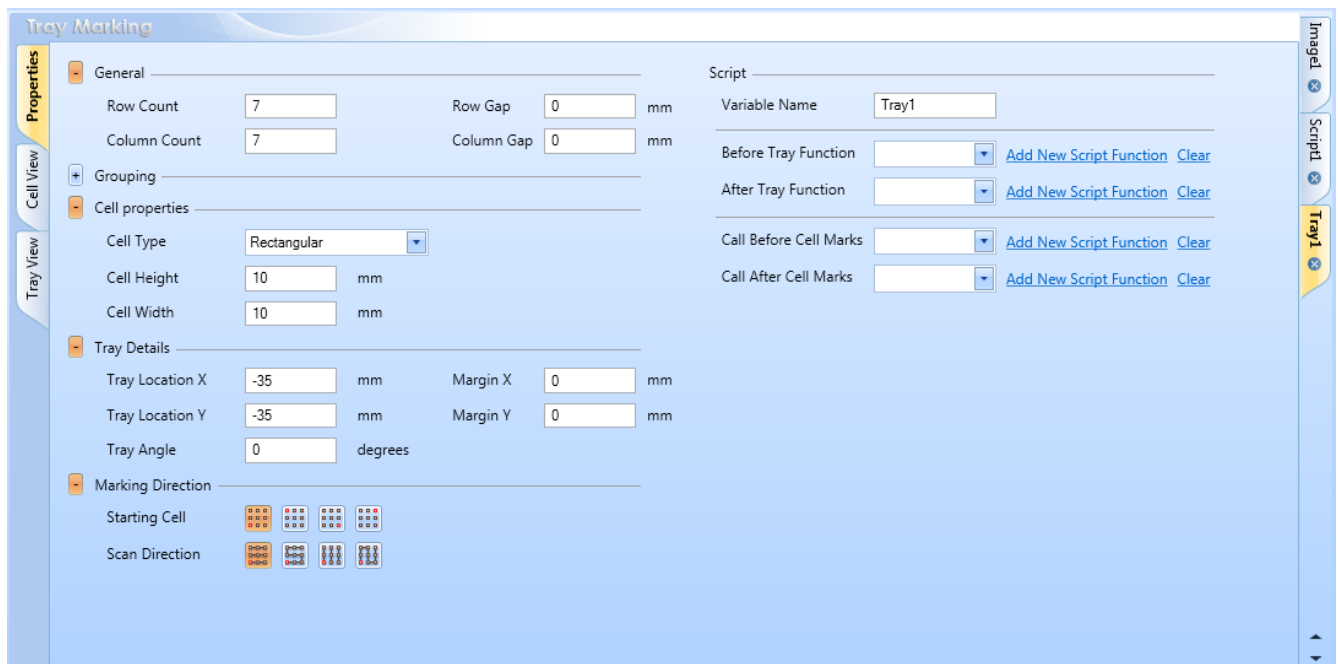 Tray Marking
Properties
Cell View
Tray View
- General
Row Count 7 Row Gap 0 mm
Column Count 7 Column Gap 0 mm
+ Grouping
- Cell properties
Cell Type Rectangular
Cell Height 10 mm
Cell Width 10 mm
- Tray Details
Tray Location X -35 mm Margin X 0 mm
Tray Location Y -35 mm Margin Y 0 mm
Tray Angle 0 degrees
- Marking Direction
Starting Cell
Scan Direction
Script
Variable Name Tray1
Before Tray Function Add New Script Function Clear
After Tray Function Add New Script Function Clear
Call Before Cell Marks Add New Script Function Clear
Call After Cell Marks Add New Script Function Clear
Image1
Script1
Tray1